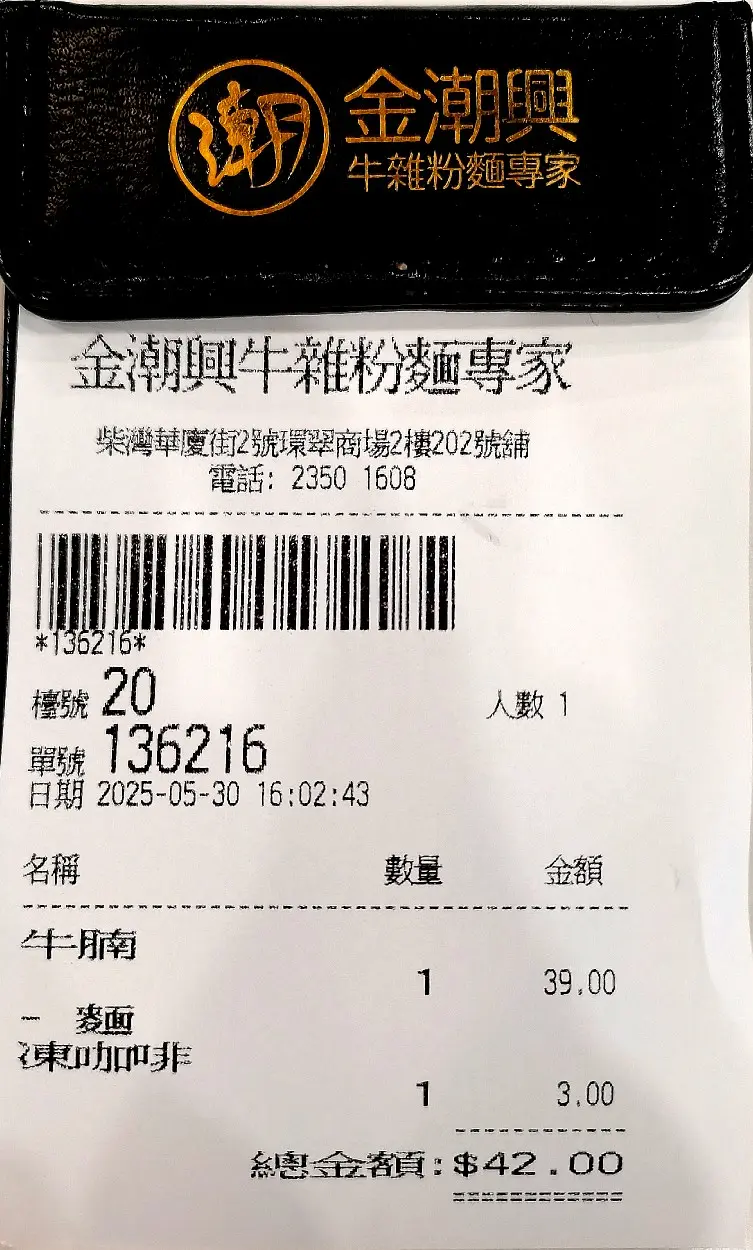 潮 金潮興
牛雜粉麵專家
金潮興牛雜粉麵專家
柴灣華廈街2號環翠商場2樓202號舖
電話: 2350 1608
*136216*
檯號 20 人數 1
單號 136216
日期 2025-05-30 16:02:43
名稱 數量 金額
牛腩
1 39.00
- 麵
凍咖啡
1 3.00
總金額:$42.00